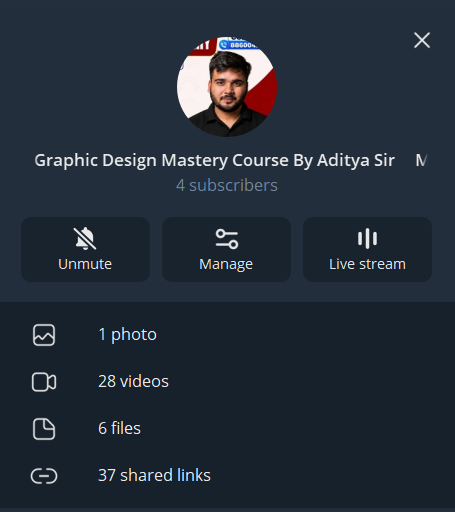 88600
Graphic Design Mastery Course By Aditya Sir M
4 subscribers
Unmute
Manage
Live stream
1 photo
28 videos
6 files
37 shared links